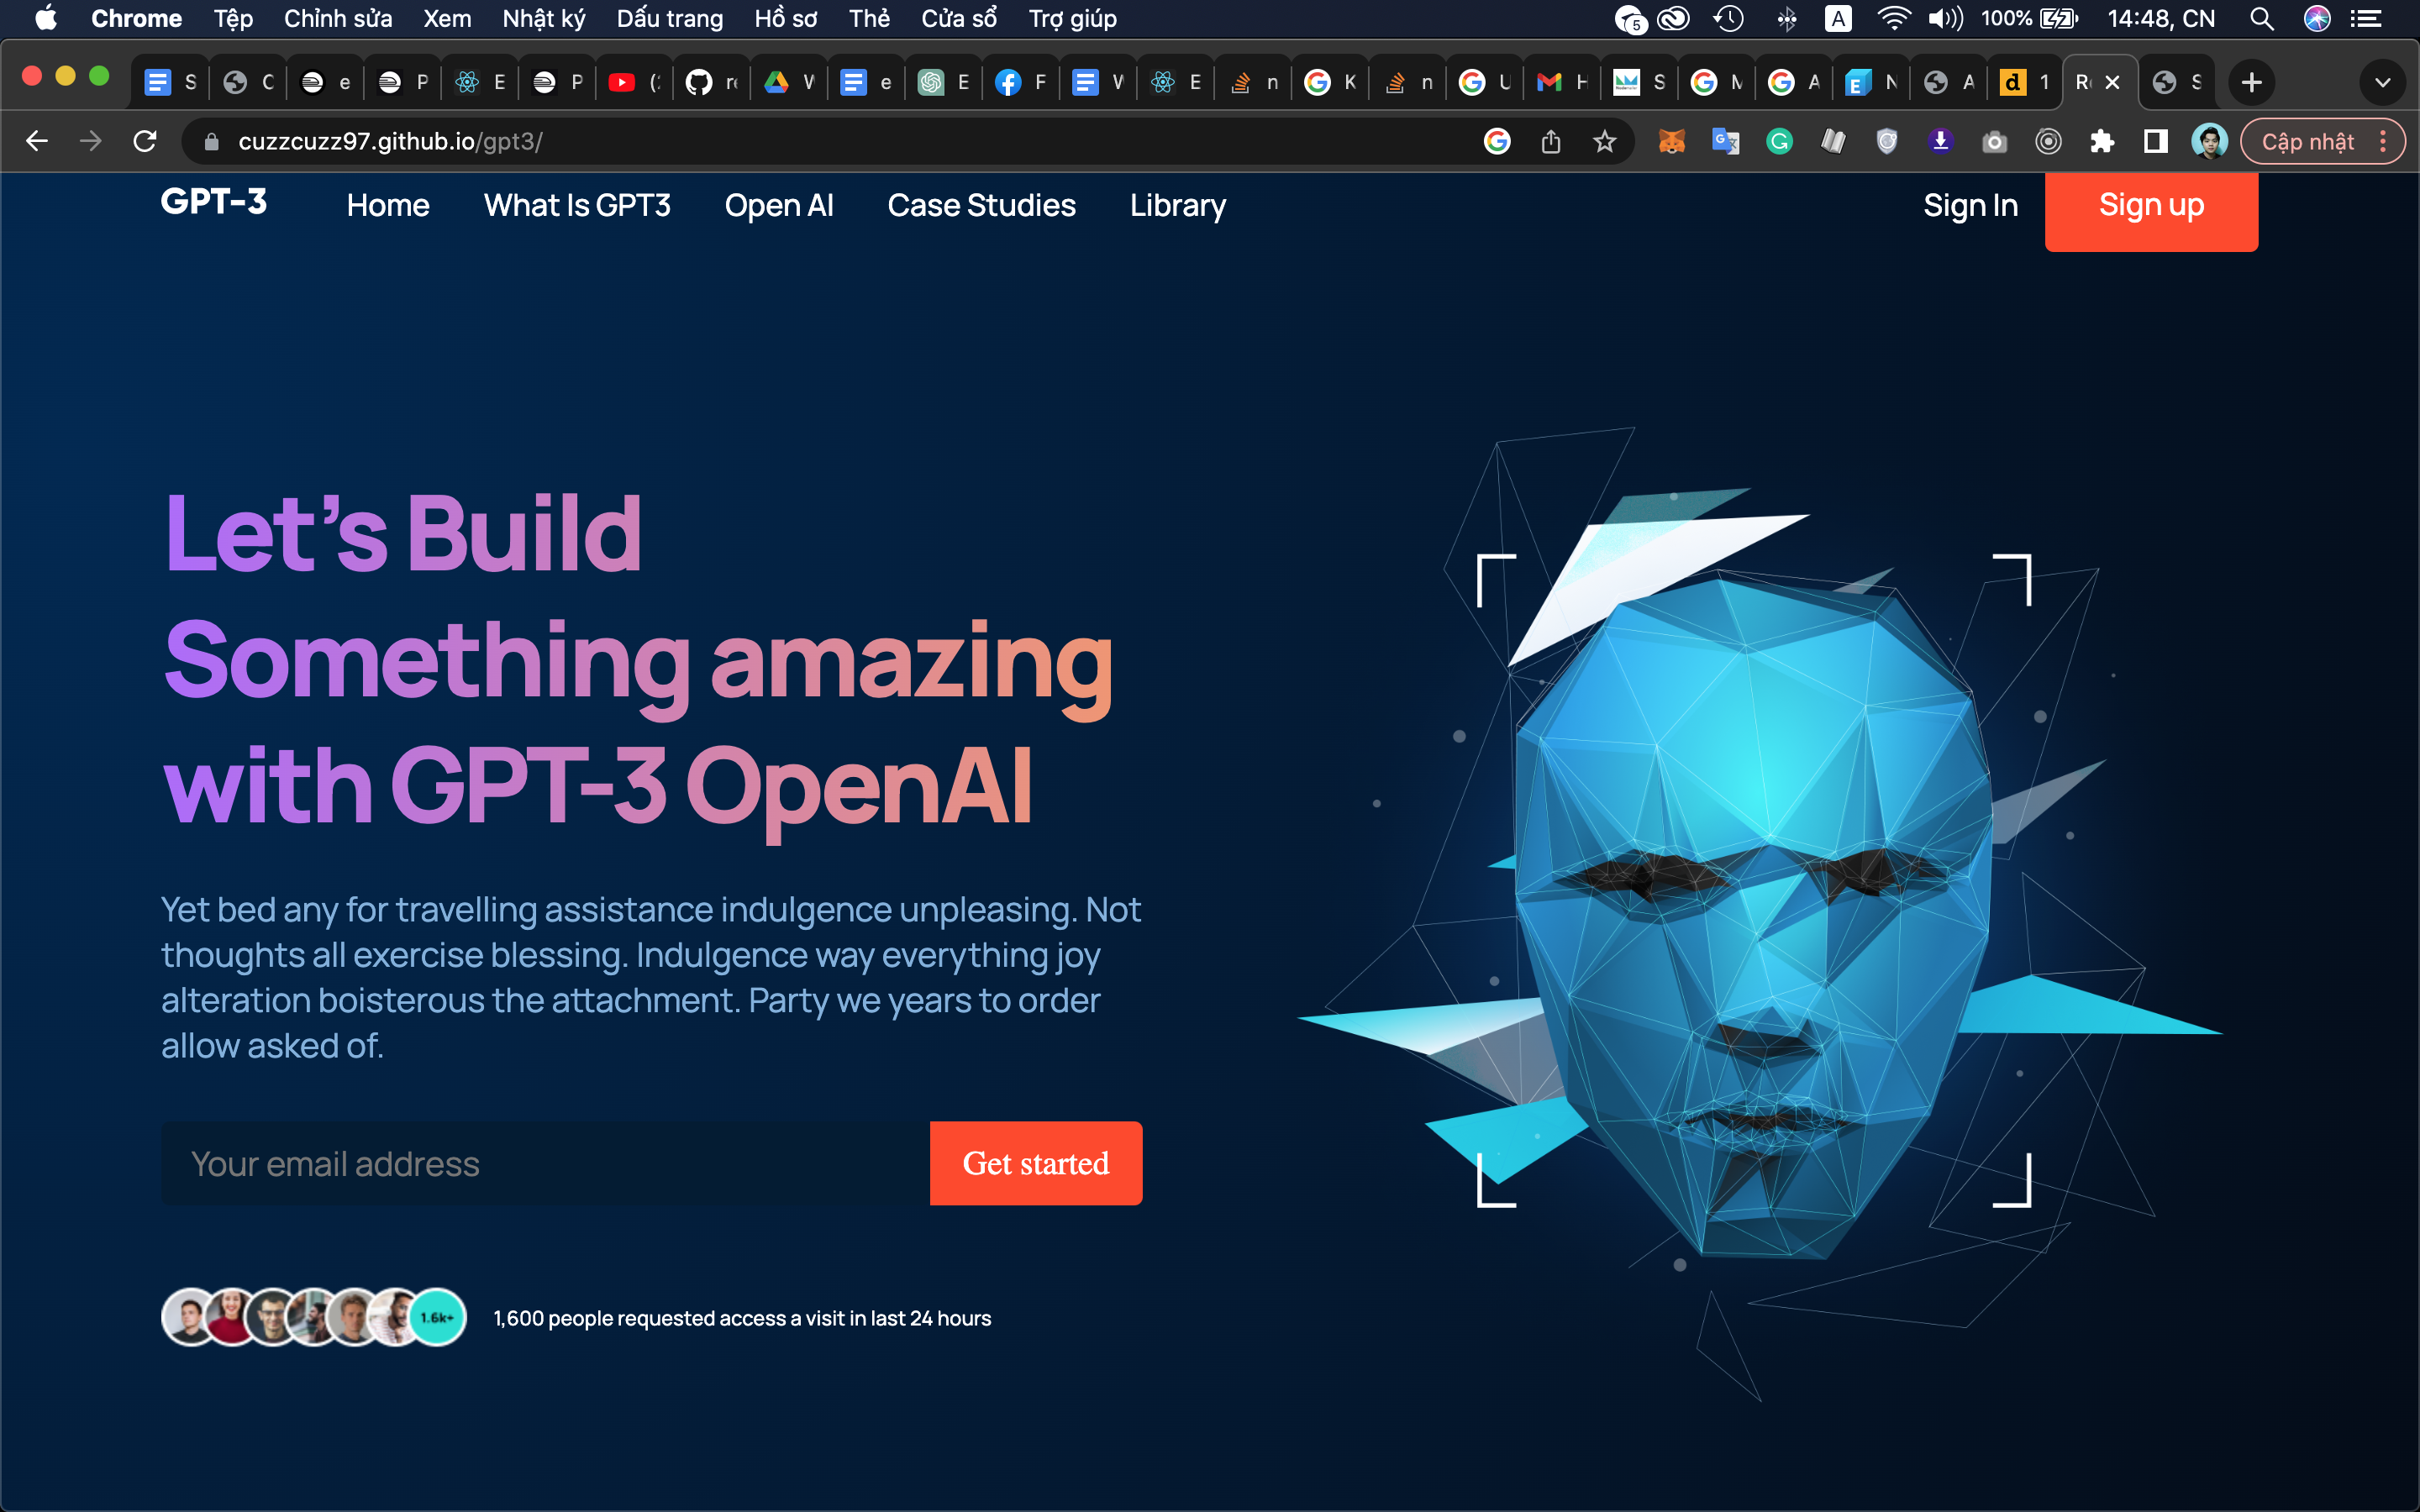 Chrome Tệp Chỉnh sửa Xem Nhật ký Dấu trang Hồ sơ Thẻ Cửa sổ Trợ giúp 5 A 100% 14:48, CN
S C e P E P (: r V e E F V E n K n U H S M A N A 1 R S
cuzzcuzz97.github.io/gpt3/ Cập nhật
GPT-3 Home What Is GPT3 Open AI Case Studies Library Sign In Sign up
Let’s Build
Something amazing
with GPT-3 OpenAI
Yet bed any for travelling assistance indulgence unpleasing. Not
thoughts all exercise blessing. Indulgence way everything joy
alteration boisterous the attachment. Party we years to order
allow asked of.
Your email address Get started
1.6k+ 1,600 people requested access a visit in last 24 hours